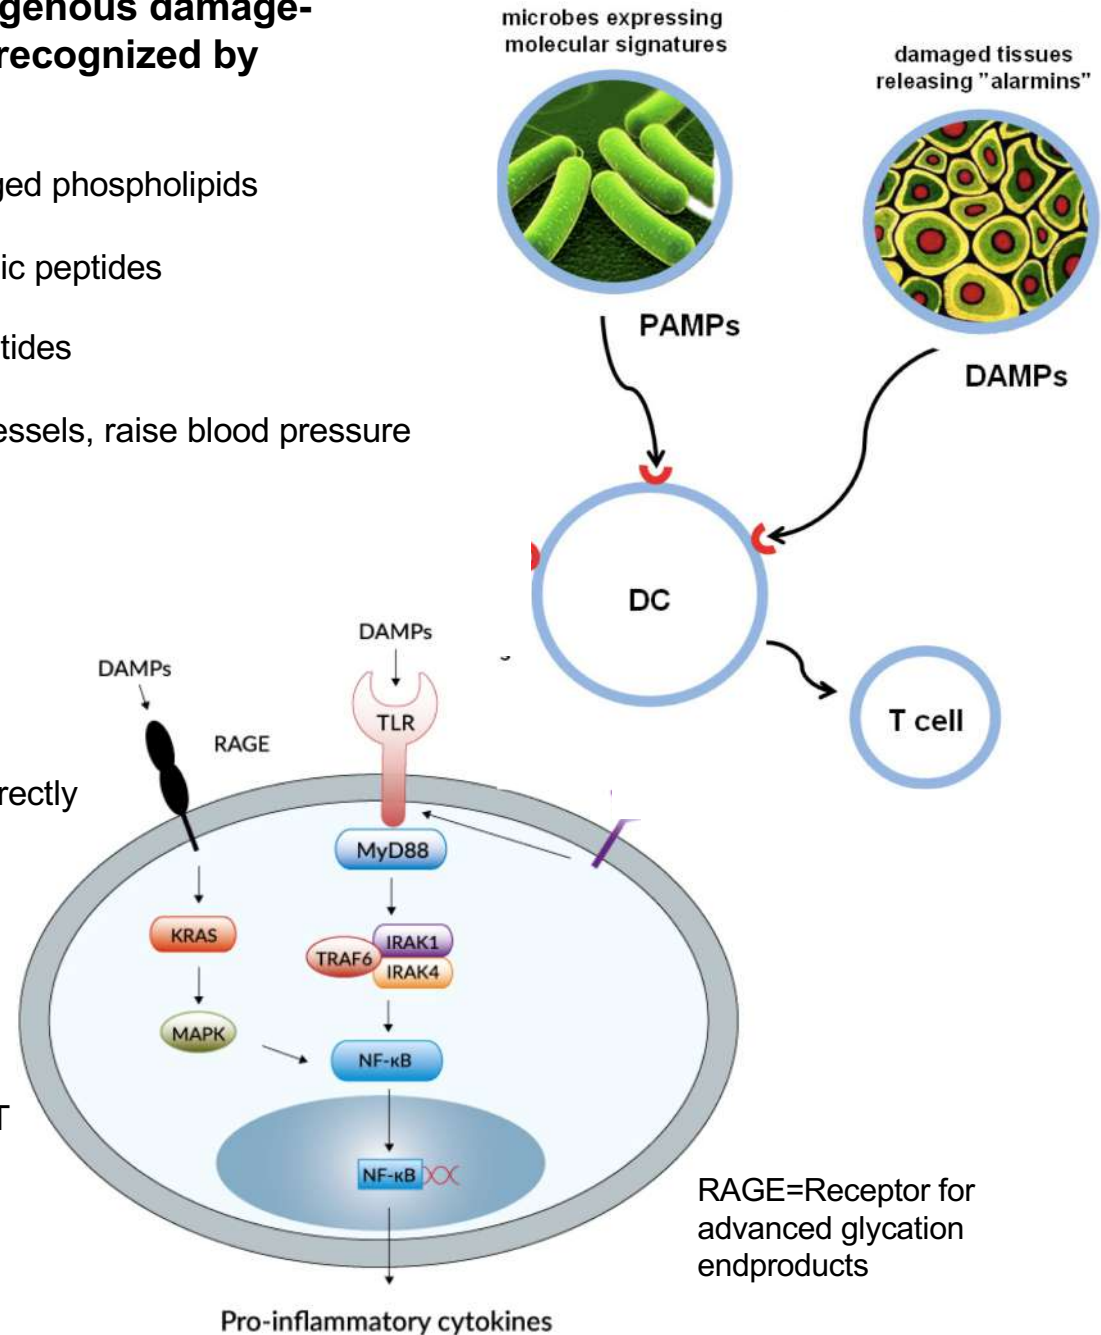 genous damage-
recognized by
ged phospholipids
ic peptides
tides
essels, raise blood pressure
rectly
T
microbes expressing
molecular signatures
damaged tissues
releasing "alarmins"
PAMPs
DAMPs
DC
T cell
DAMPs
DAMPs
TLR
RAGE
MyD88
KRAS
TRAF6
IRAK1
IRAK4
MAPK
NF-κB
NF-κB
Pro-inflammatory cytokines
RAGE=Receptor for
advanced glycation
endproducts